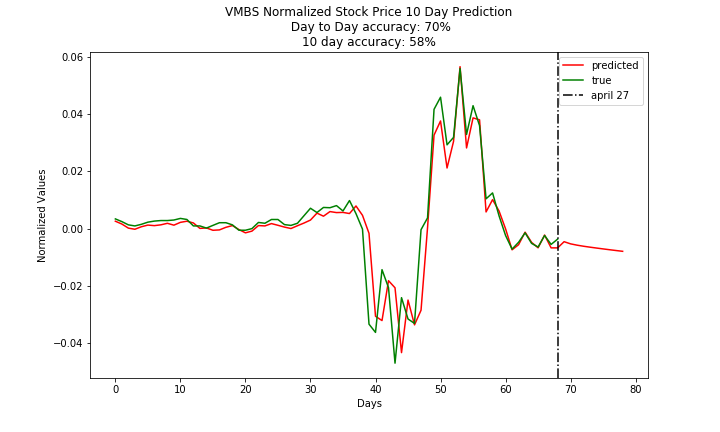 VMBS Normalized Stock Price 10 Day Prediction
Day to Day accuracy: 70%
10 day accuracy: 58%
predicted
true
april 27
Normalized Values
0.06
0.04
0.02
0.00
−0.02
−0.04
0 10 20 30 40 50 60 70 80
Days